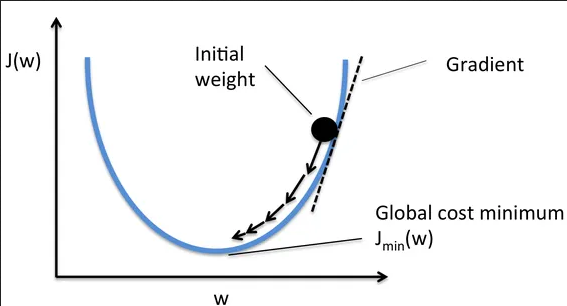 J(w)
Initial
weight
Gradient
Global cost minimum
Jmin(w)
w